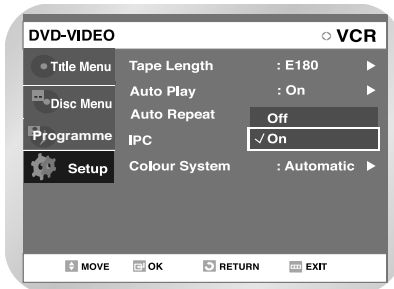 DVD-VIDEO VCR
Title Menu
Disc Menu
Programme
Setup
Tape Length : E180
Auto Play : On
Auto Repeat
Off
IPC
✓On
Colour System : Automatic
MOVE OK RETURN EXIT